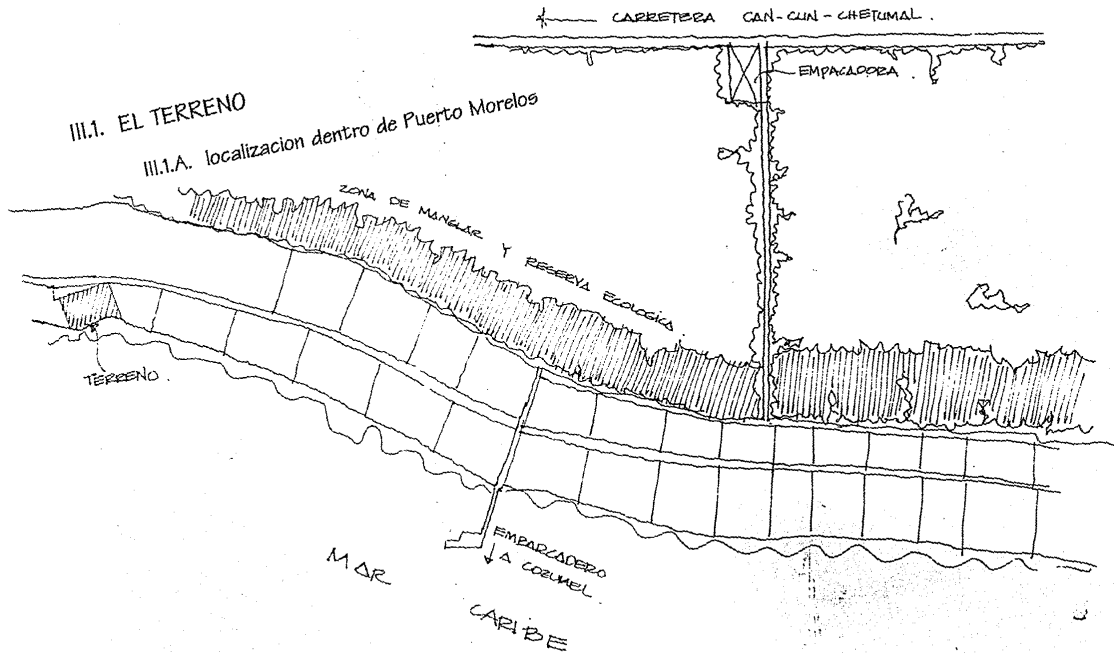 CARRETERA CAN-CUN-CHETUMAL.
EMPACADORA.
III.1. EL TERRENO
III.1.A. localizacion dentro de Puerto Morelos
ZONA DE MANGLAR Y RESERVA ECOLOGICA.
TERRENO.
EMBARCADERO
A COZUMEL.
MAR
CARIBE